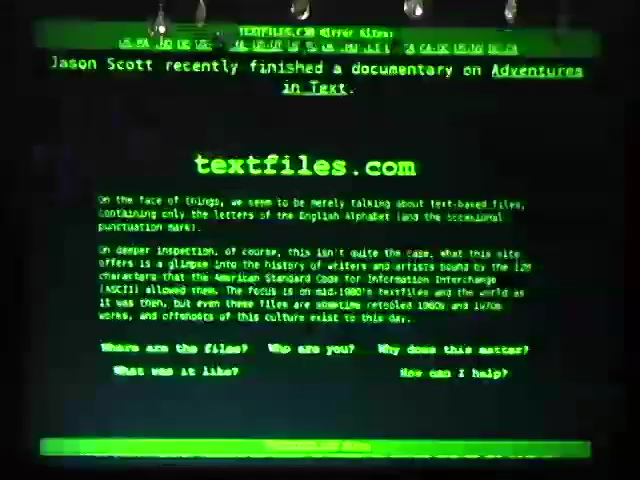 TEXTFILES.COM Mirror Sites:
Jason Scott recently finished a documentary on Adventures
in Text.
textfiles.com
On the face of things, we seem to be merely talking about text-based files,
containing only the letters of the English Alphabet (and the occasional
punctuation mark).
On deeper inspection, of course, this isn't quite the case. What this site
offers is a glimpse into the history of writers and artists bound by the 128
characters that the American Standard Code for Information Interchange
(ASCII) allowed them. The focus is on mid-1980's textfiles and the world as
it was then, but even these files are sometime retooled 1960s and 1970s
works, and offshoots of this culture exist to this day.
Where are the files? Who are you? Why does this matter?
What was it like? How can I help?